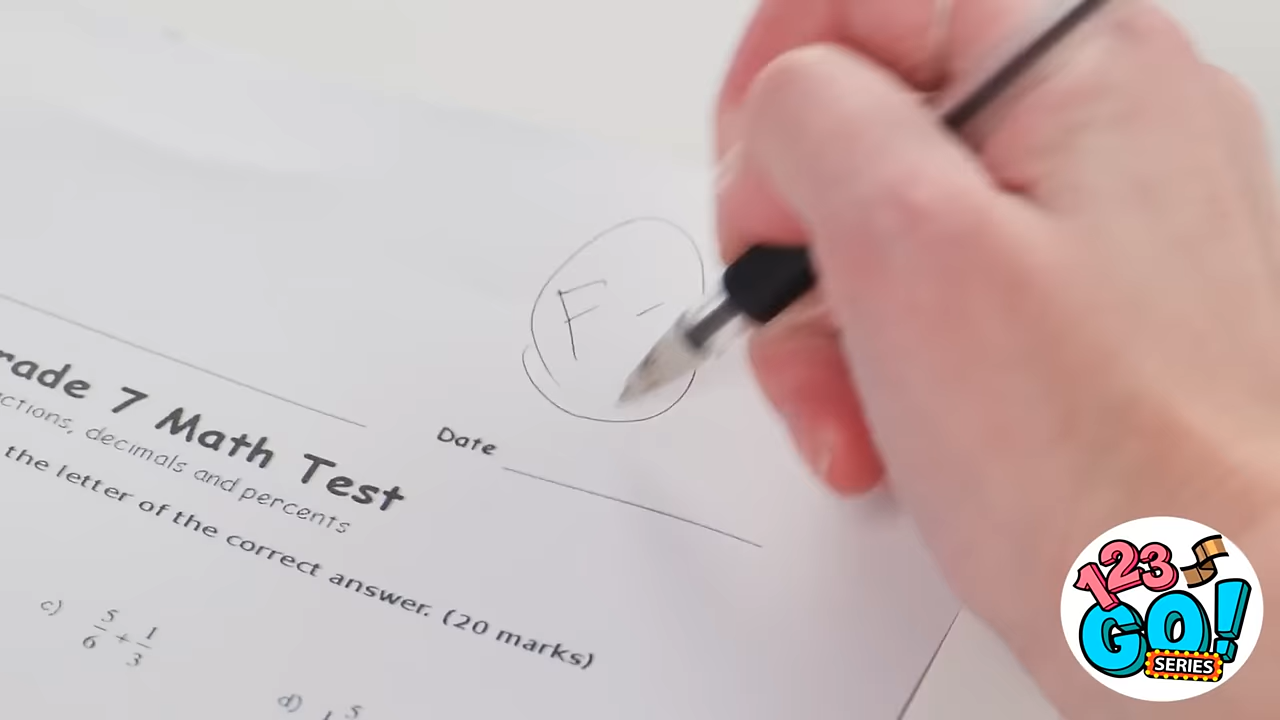 F -
rade 7 Math Test
Date
ctions, decimals and percents
the letter of the correct answer. (20 marks)
c) 5/6 + 1/3
d) 5
123
GO!
SERIES